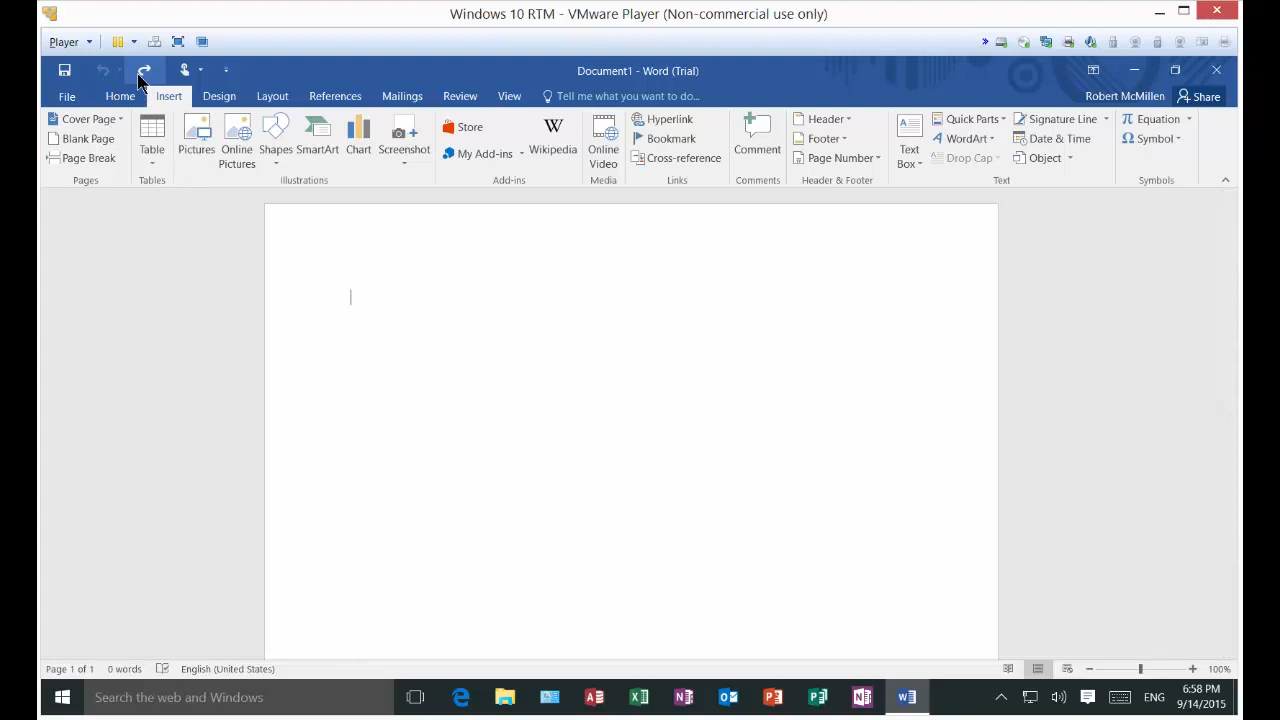 Windows 10 RTM - VMware Player (Non-commercial use only)
Player
Document1 - Word (Trial)
File Home Insert Design Layout References Mailings Review View Tell me what you want to do... Robert McMillen Share
Cover Page
Blank Page
Page Break
Pages
Table
Tables
Pictures
Online
Pictures
Shapes
SmartArt
Chart
Screenshot
Illustrations
Store
My Add-ins
W
Wikipedia
Add-ins
Online
Video
Media
Hyperlink
Bookmark
Cross-reference
Links
Comment
Comments
Header
Footer
Page Number
Header & Footer
Text
Box
Quick Parts
WordArt
Drop Cap
Signature Line
Date & Time
Object
Text
π Equation
Ω Symbol
Symbols
Page 1 of 1 0 words English (United States) 100%
Search the web and Windows
ENG
6:58 PM
9/14/2015